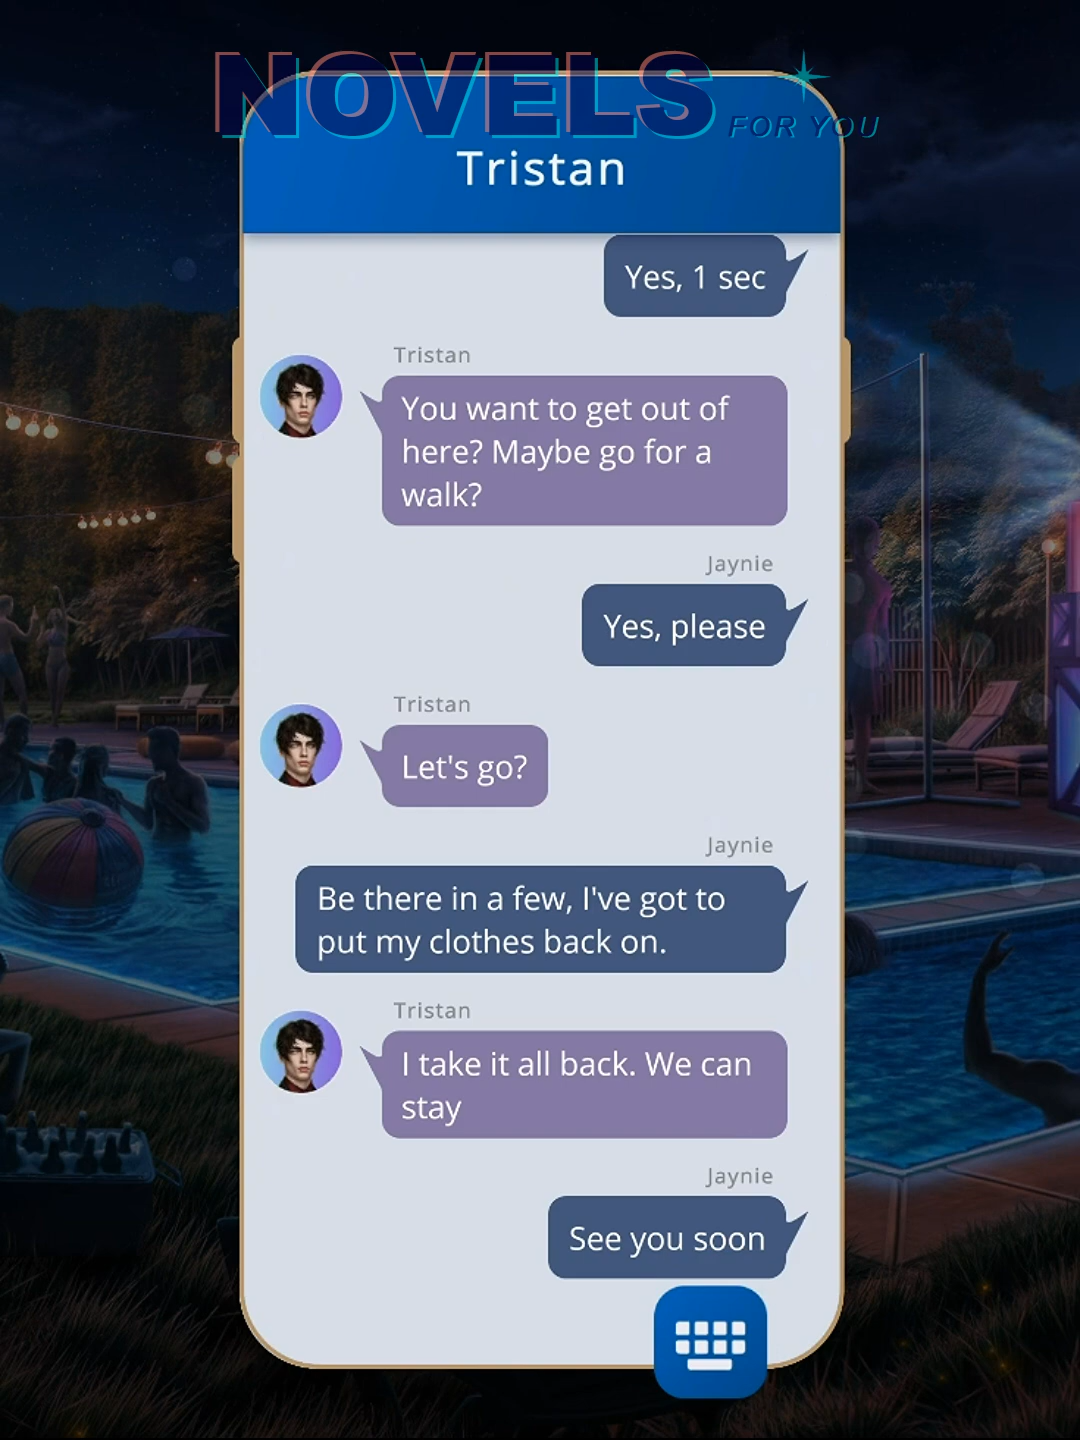 NOVELS FOR YOU
Tristan
Yes, 1 sec
Tristan
You want to get out of
here? Maybe go for a
walk?
Jaynie
Yes, please
Tristan
Let's go?
Jaynie
Be there in a few, I've got to
put my clothes back on.
Tristan
I take it all back. We can
stay
Jaynie
See you soon